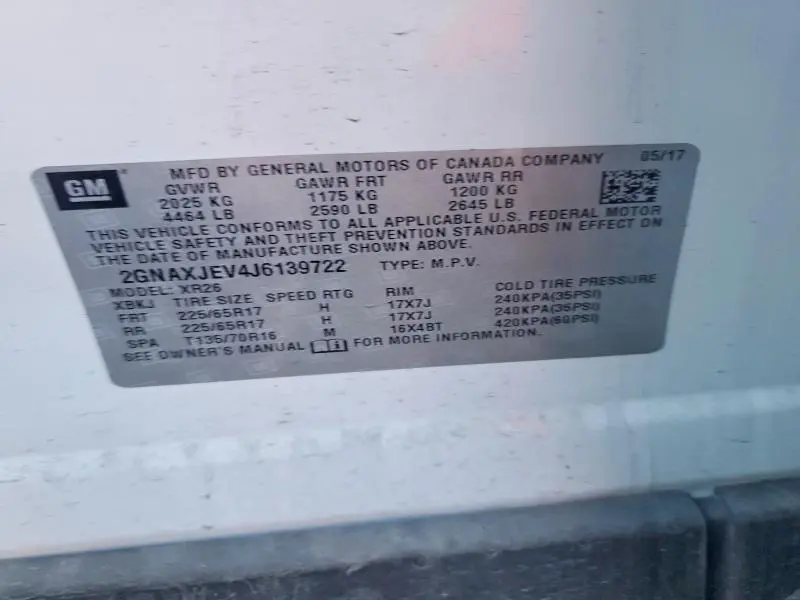 GM
MFD BY GENERAL MOTORS OF CANADA COMPANY 05/17
GVWR GAWR FRT GAWR RR
2025 KG 1175 KG 1200 KG
4464 LB 2590 LB 2645 LB
THIS VEHICLE CONFORMS TO ALL APPLICABLE U.S. FEDERAL MOTOR
VEHICLE SAFETY AND THEFT PREVENTION STANDARDS IN EFFECT ON
THE DATE OF MANUFACTURE SHOWN ABOVE.
2GNAXJEV4J6139722 TYPE: M.P.V.
MODEL: XR26
XBKJ TIRE SIZE SPEED RTG RIM COLD TIRE PRESSURE
FRT 225/65R17 H 17X7J 240KPA(35PSI)
RR 225/65R17 H 17X7J 240KPA(35PSI)
SPA T135/70R16 M 16X4BT 420KPA(60PSI)
SEE OWNER'S MANUAL FOR MORE INFORMATION.